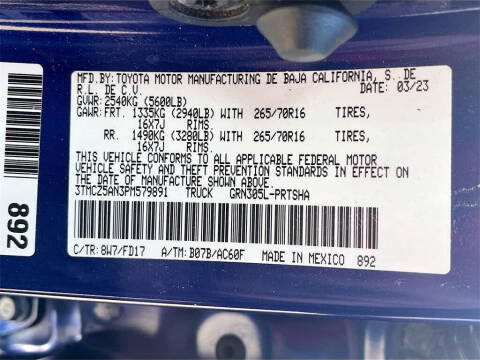 MFD.BY:TOYOTA MOTOR MANUFACTURING DE BAJA CALIFORNIA, S. DE
R.L. DE C.V. DATE: 03/23
GVWR:2540KG (5600LB)
GAWR:FRT. 1335KG (2940LB) WITH 265/70R16 TIRES,
16X7J RIMS.
RR. 1490KG (3280LB) WITH 265/70R16 TIRES,
16X7J RIMS.
THIS VEHICLE CONFORMS TO ALL APPLICABLE FEDERAL MOTOR
VEHICLE SAFETY AND THEFT PREVENTION STANDARDS IN EFFECT ON
THE DATE OF MANUFACTURE SHOWN ABOVE.
3TMCZ5AN3PM579891 TRUCK GRN305L-PRTSHA
C/TR: 8W7/FD17 A/TM: B07B/AC60F MADE IN MEXICO 892
892